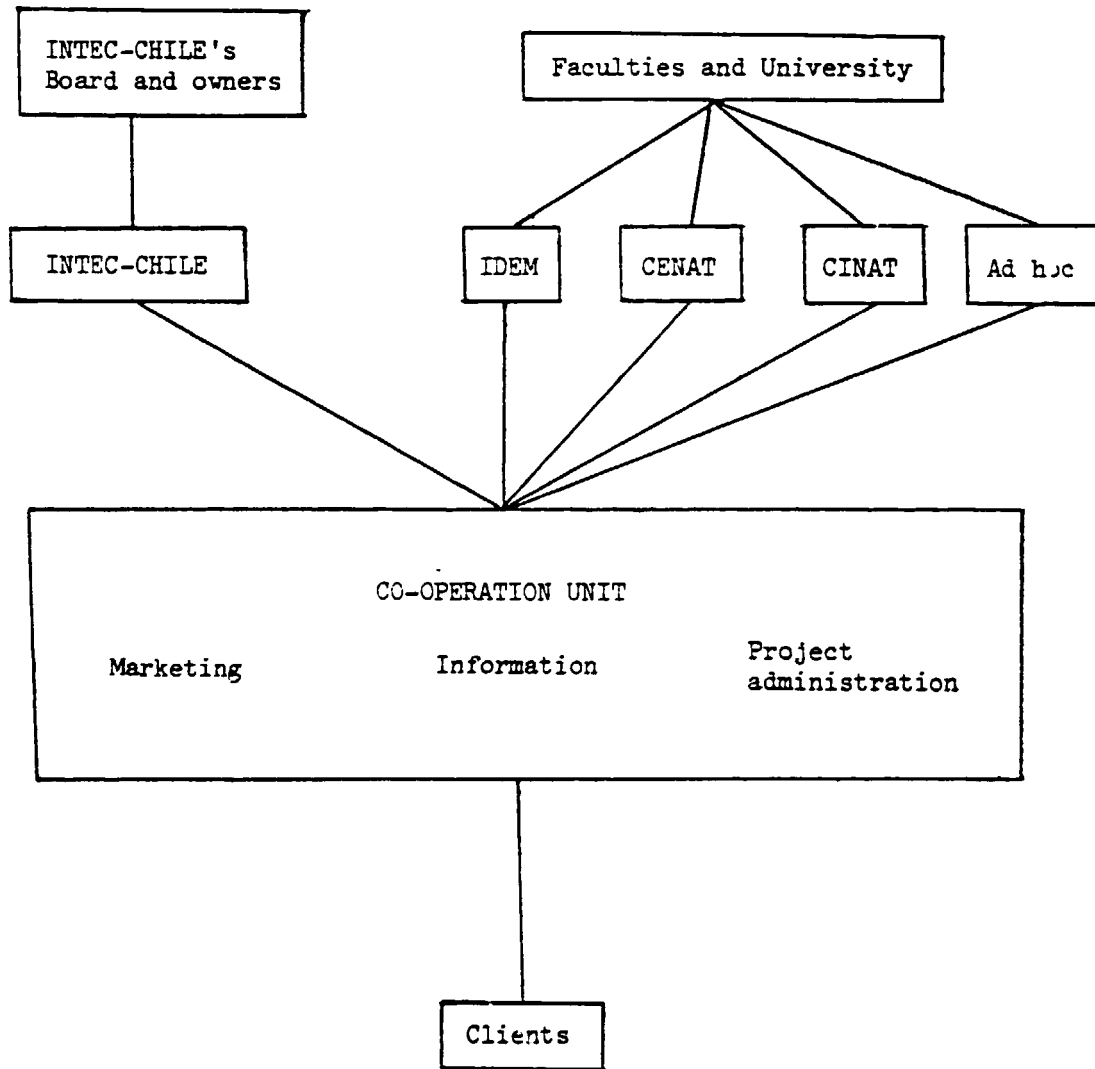 INTEC-CHILE's
Board and owners
Faculties and University
INTEC-CHILE
IDEM
CENAT
CINAT
Ad hoc
CO-OPERATION UNIT
Marketing
Information
Project
administration
Clients